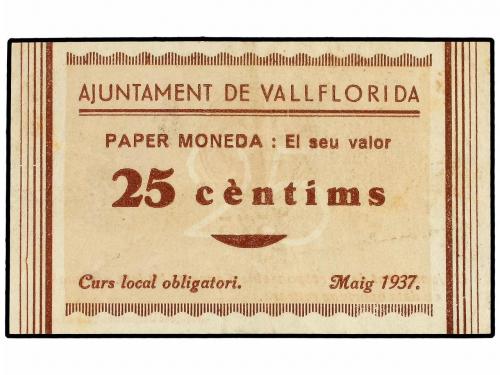 AJUNTAMENT DE VALLFLORIDA
PAPER MONEDA : El seu valor
25 cèntims
Curs local obligatori. Maig 1937.